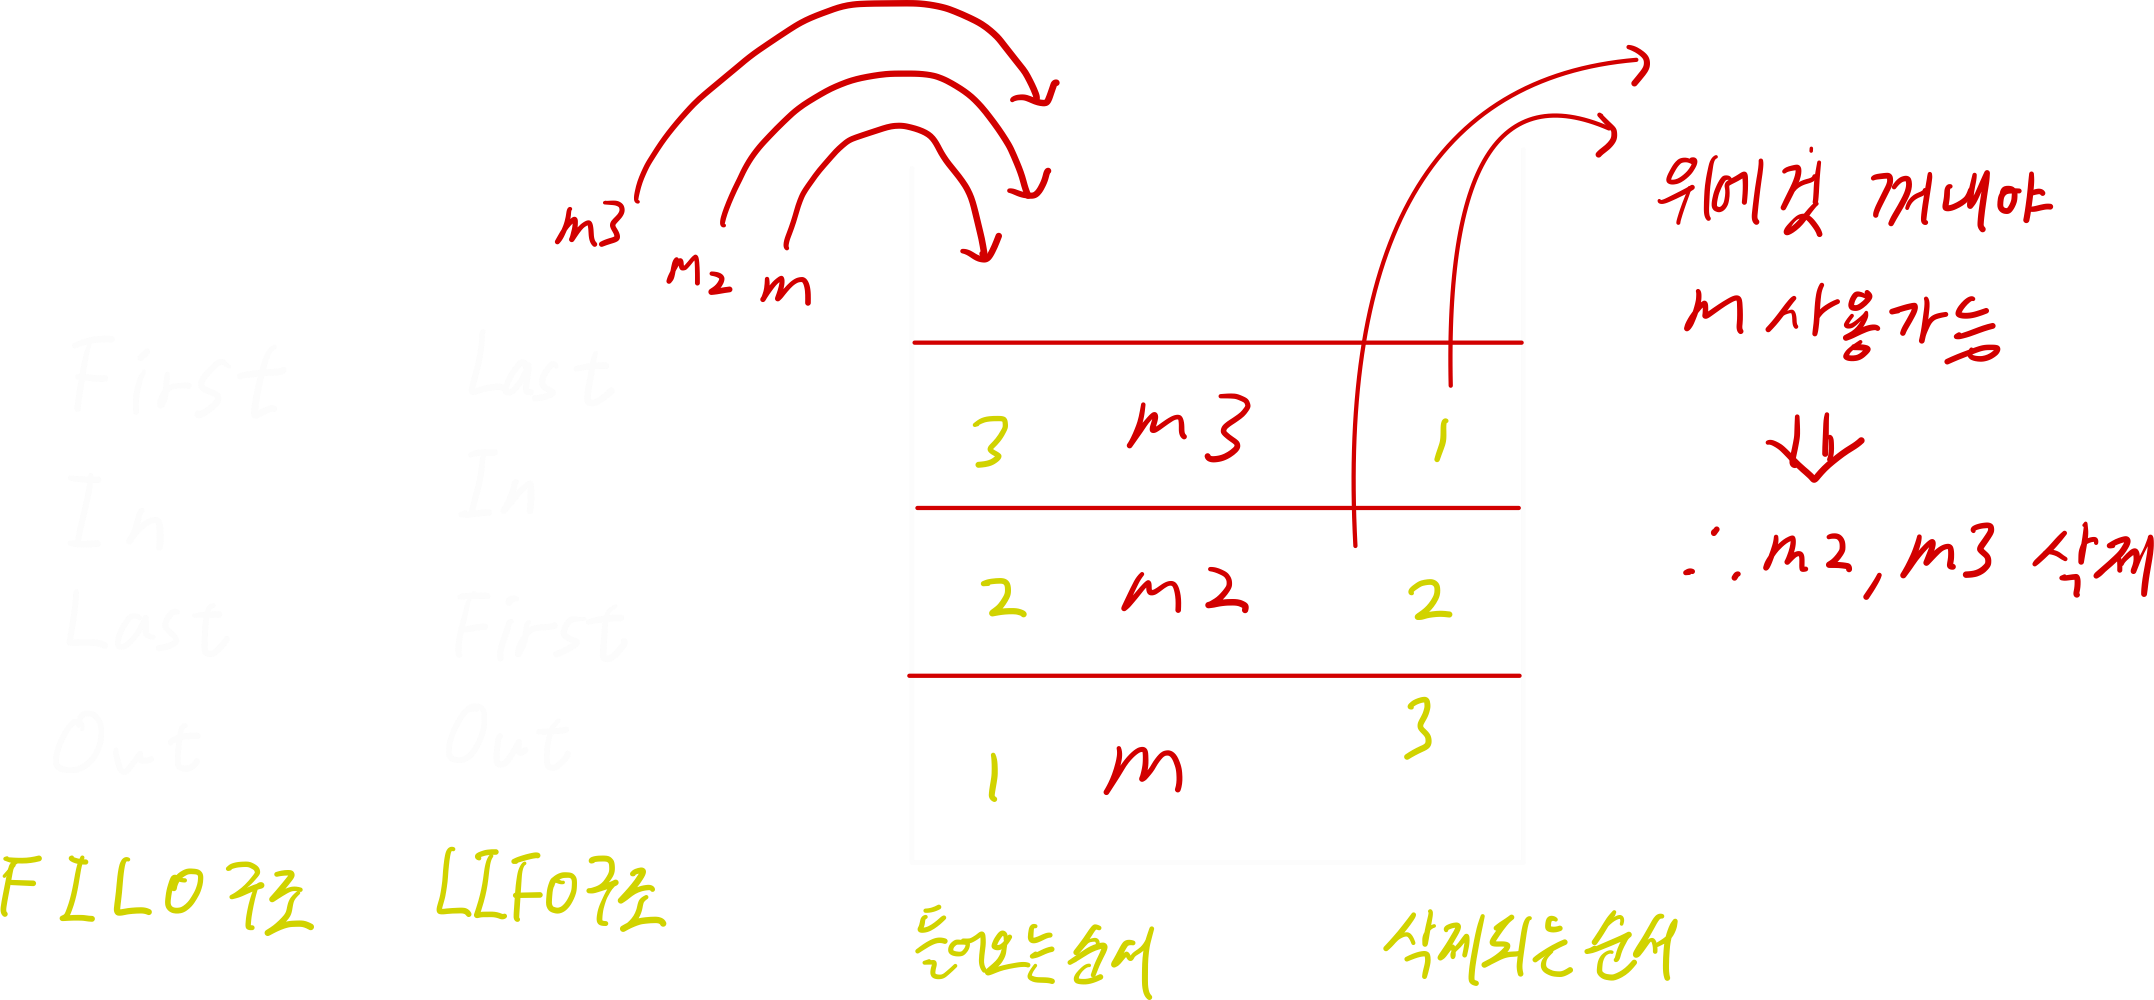 m3
m2 m
First
In
Last
Out
FILO구조
Last
In
First
Out
LIFO구조
3 m3 1
2 m2 2
1 m 3
들어오는순서
삭제되는순서
위에 것 꺼내야
m 사용가능
∴ m2, m3 삭제